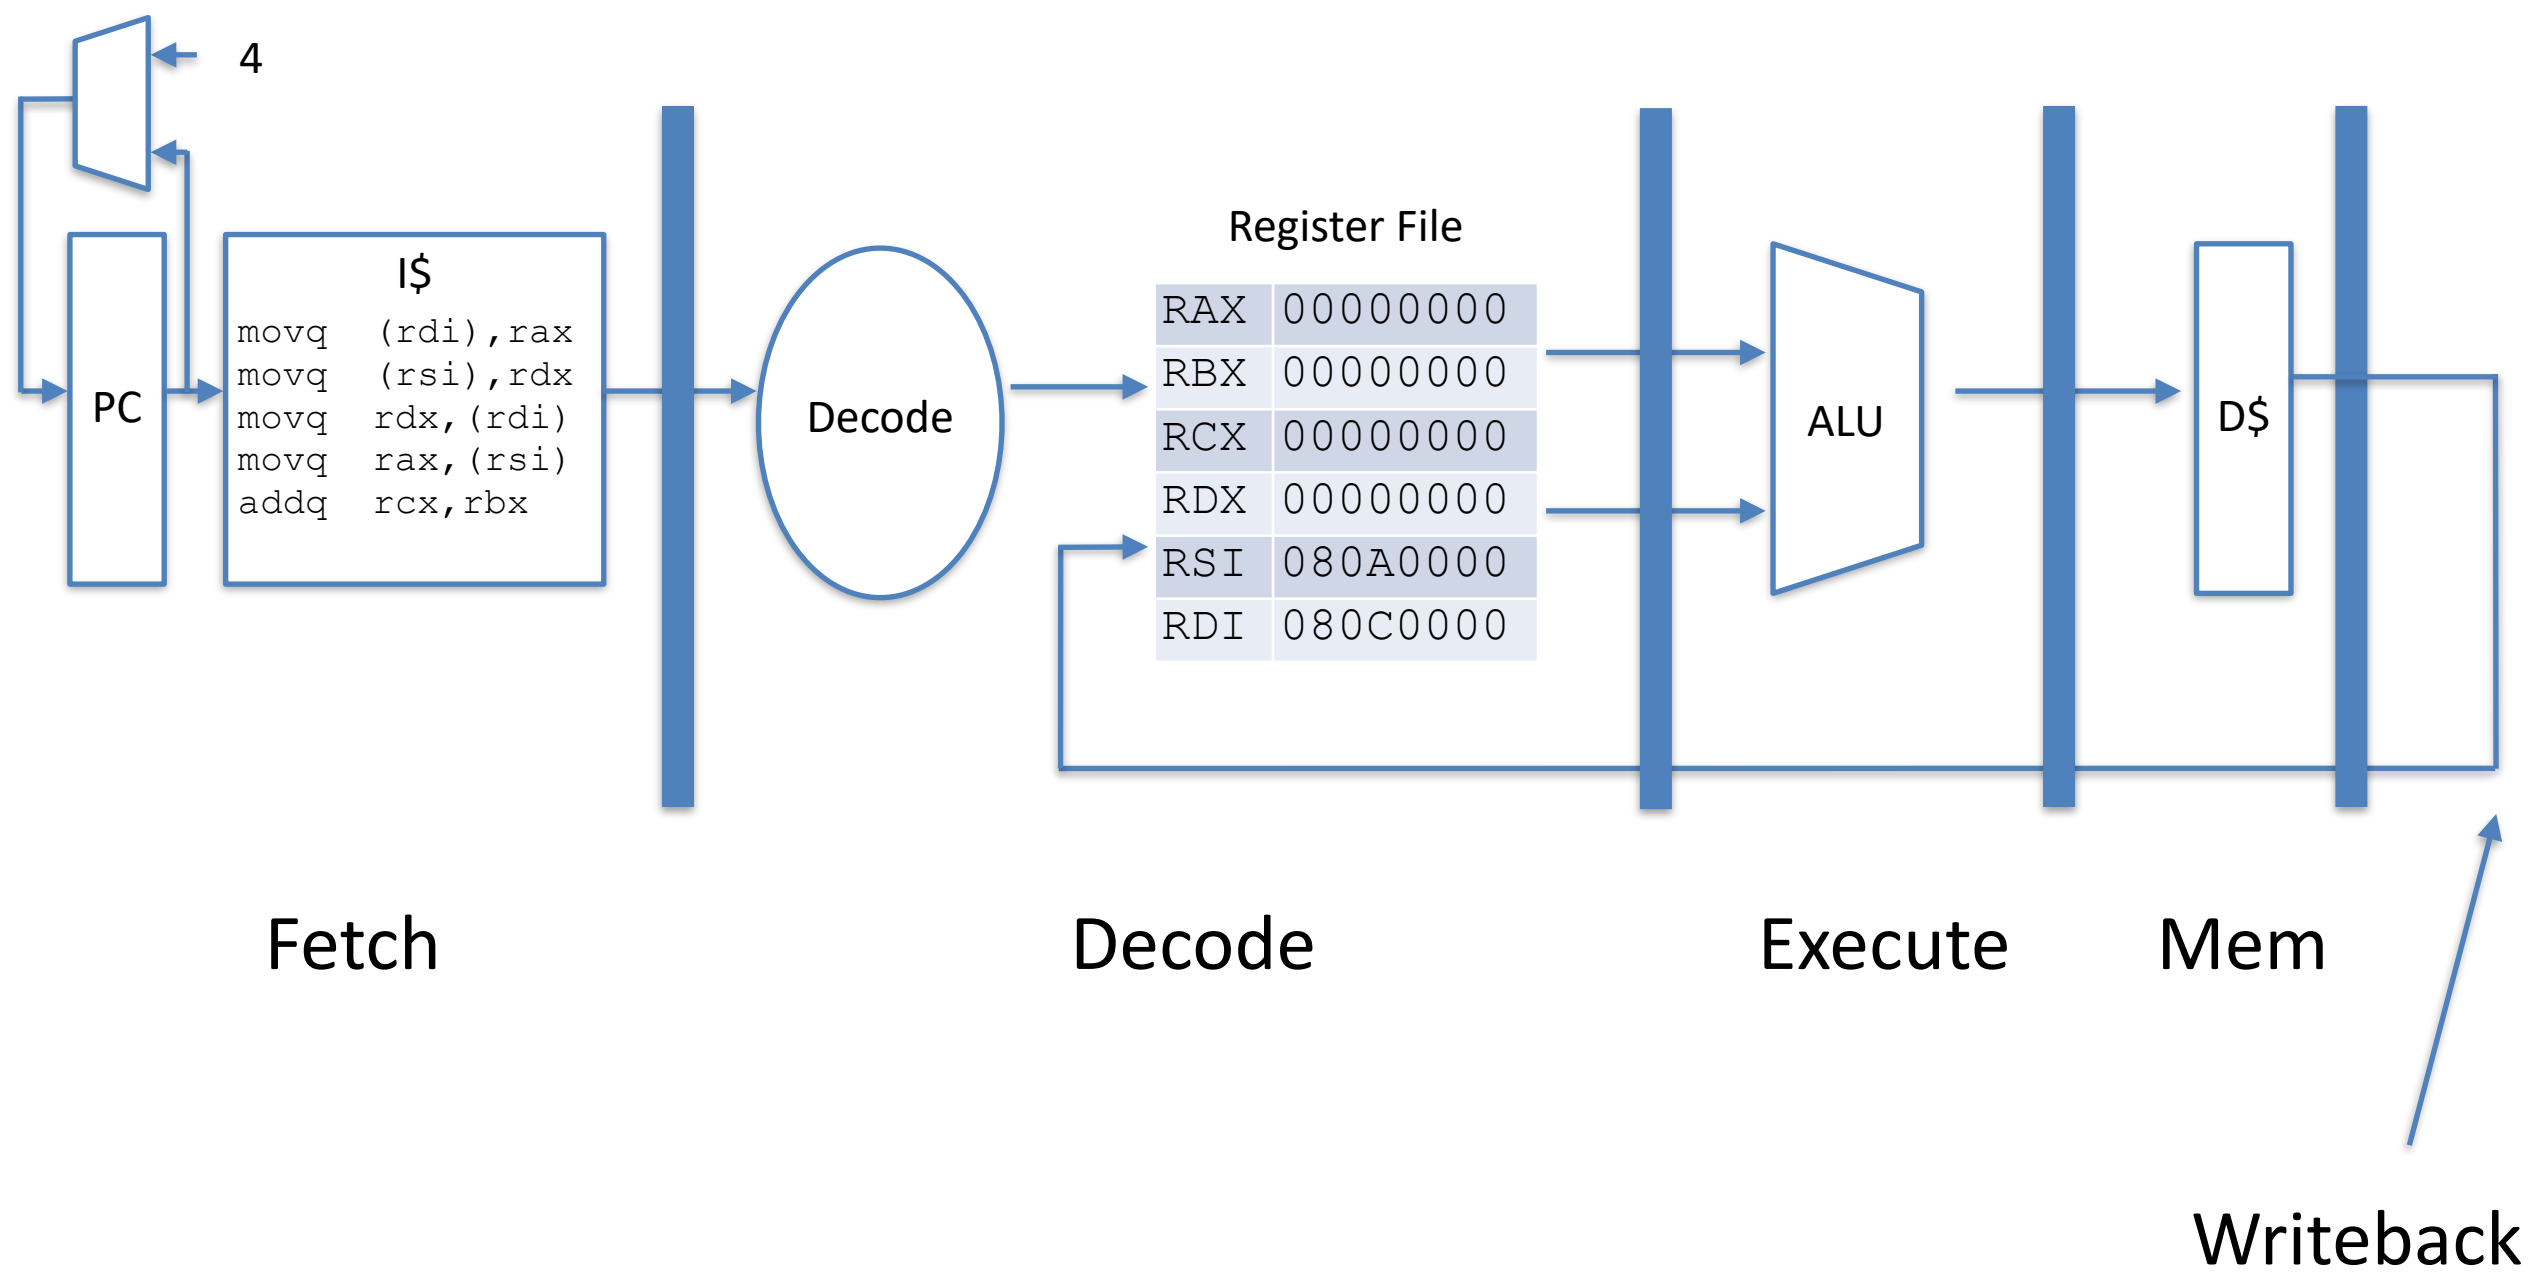 4
PC
I$
movq (rdi),rax
movq (rsi),rdx
movq rdx,(rdi)
movq rax,(rsi)
addq rcx,rbx
Decode
Register File
RAX 00000000
RBX 00000000
RCX 00000000
RDX 00000000
RSI 080A0000
RDI 080C0000
ALU
D$
Fetch
Decode
Execute
Mem
Writeback